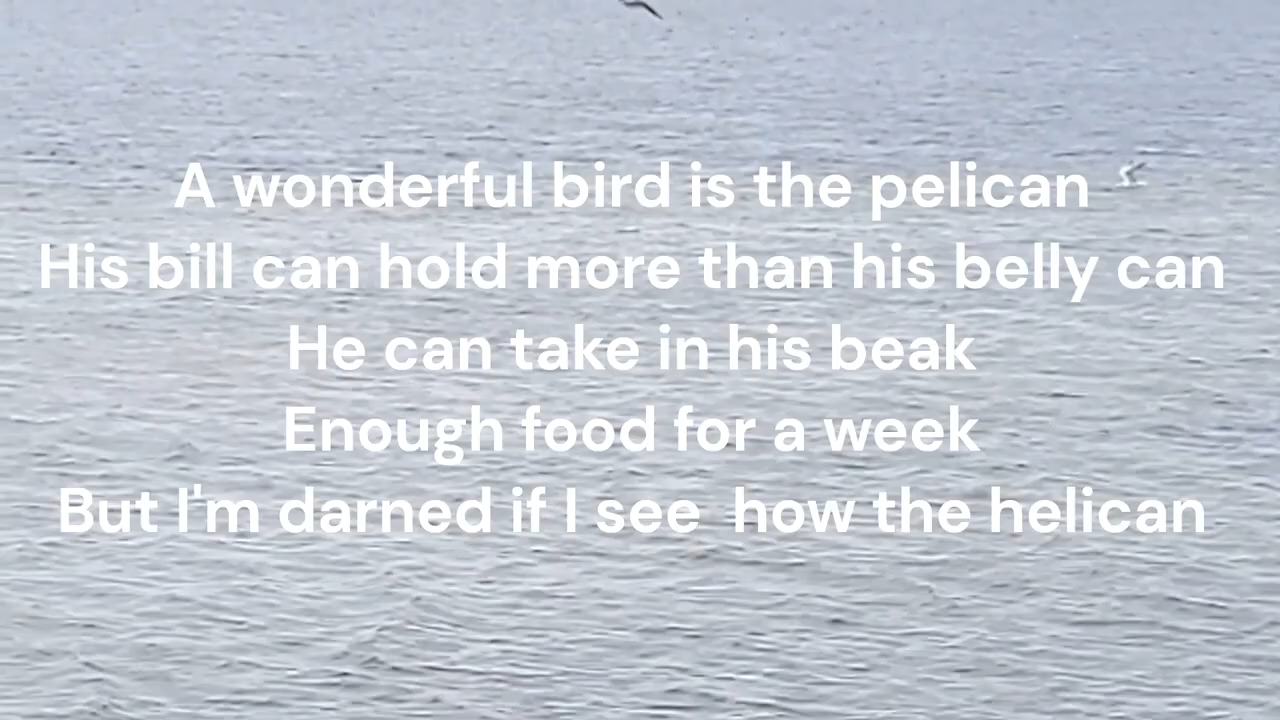 A wonderful bird is the pelican
His bill can hold more than his belly can
He can take in his beak
Enough food for a week
But I'm darned if I see  how the helican